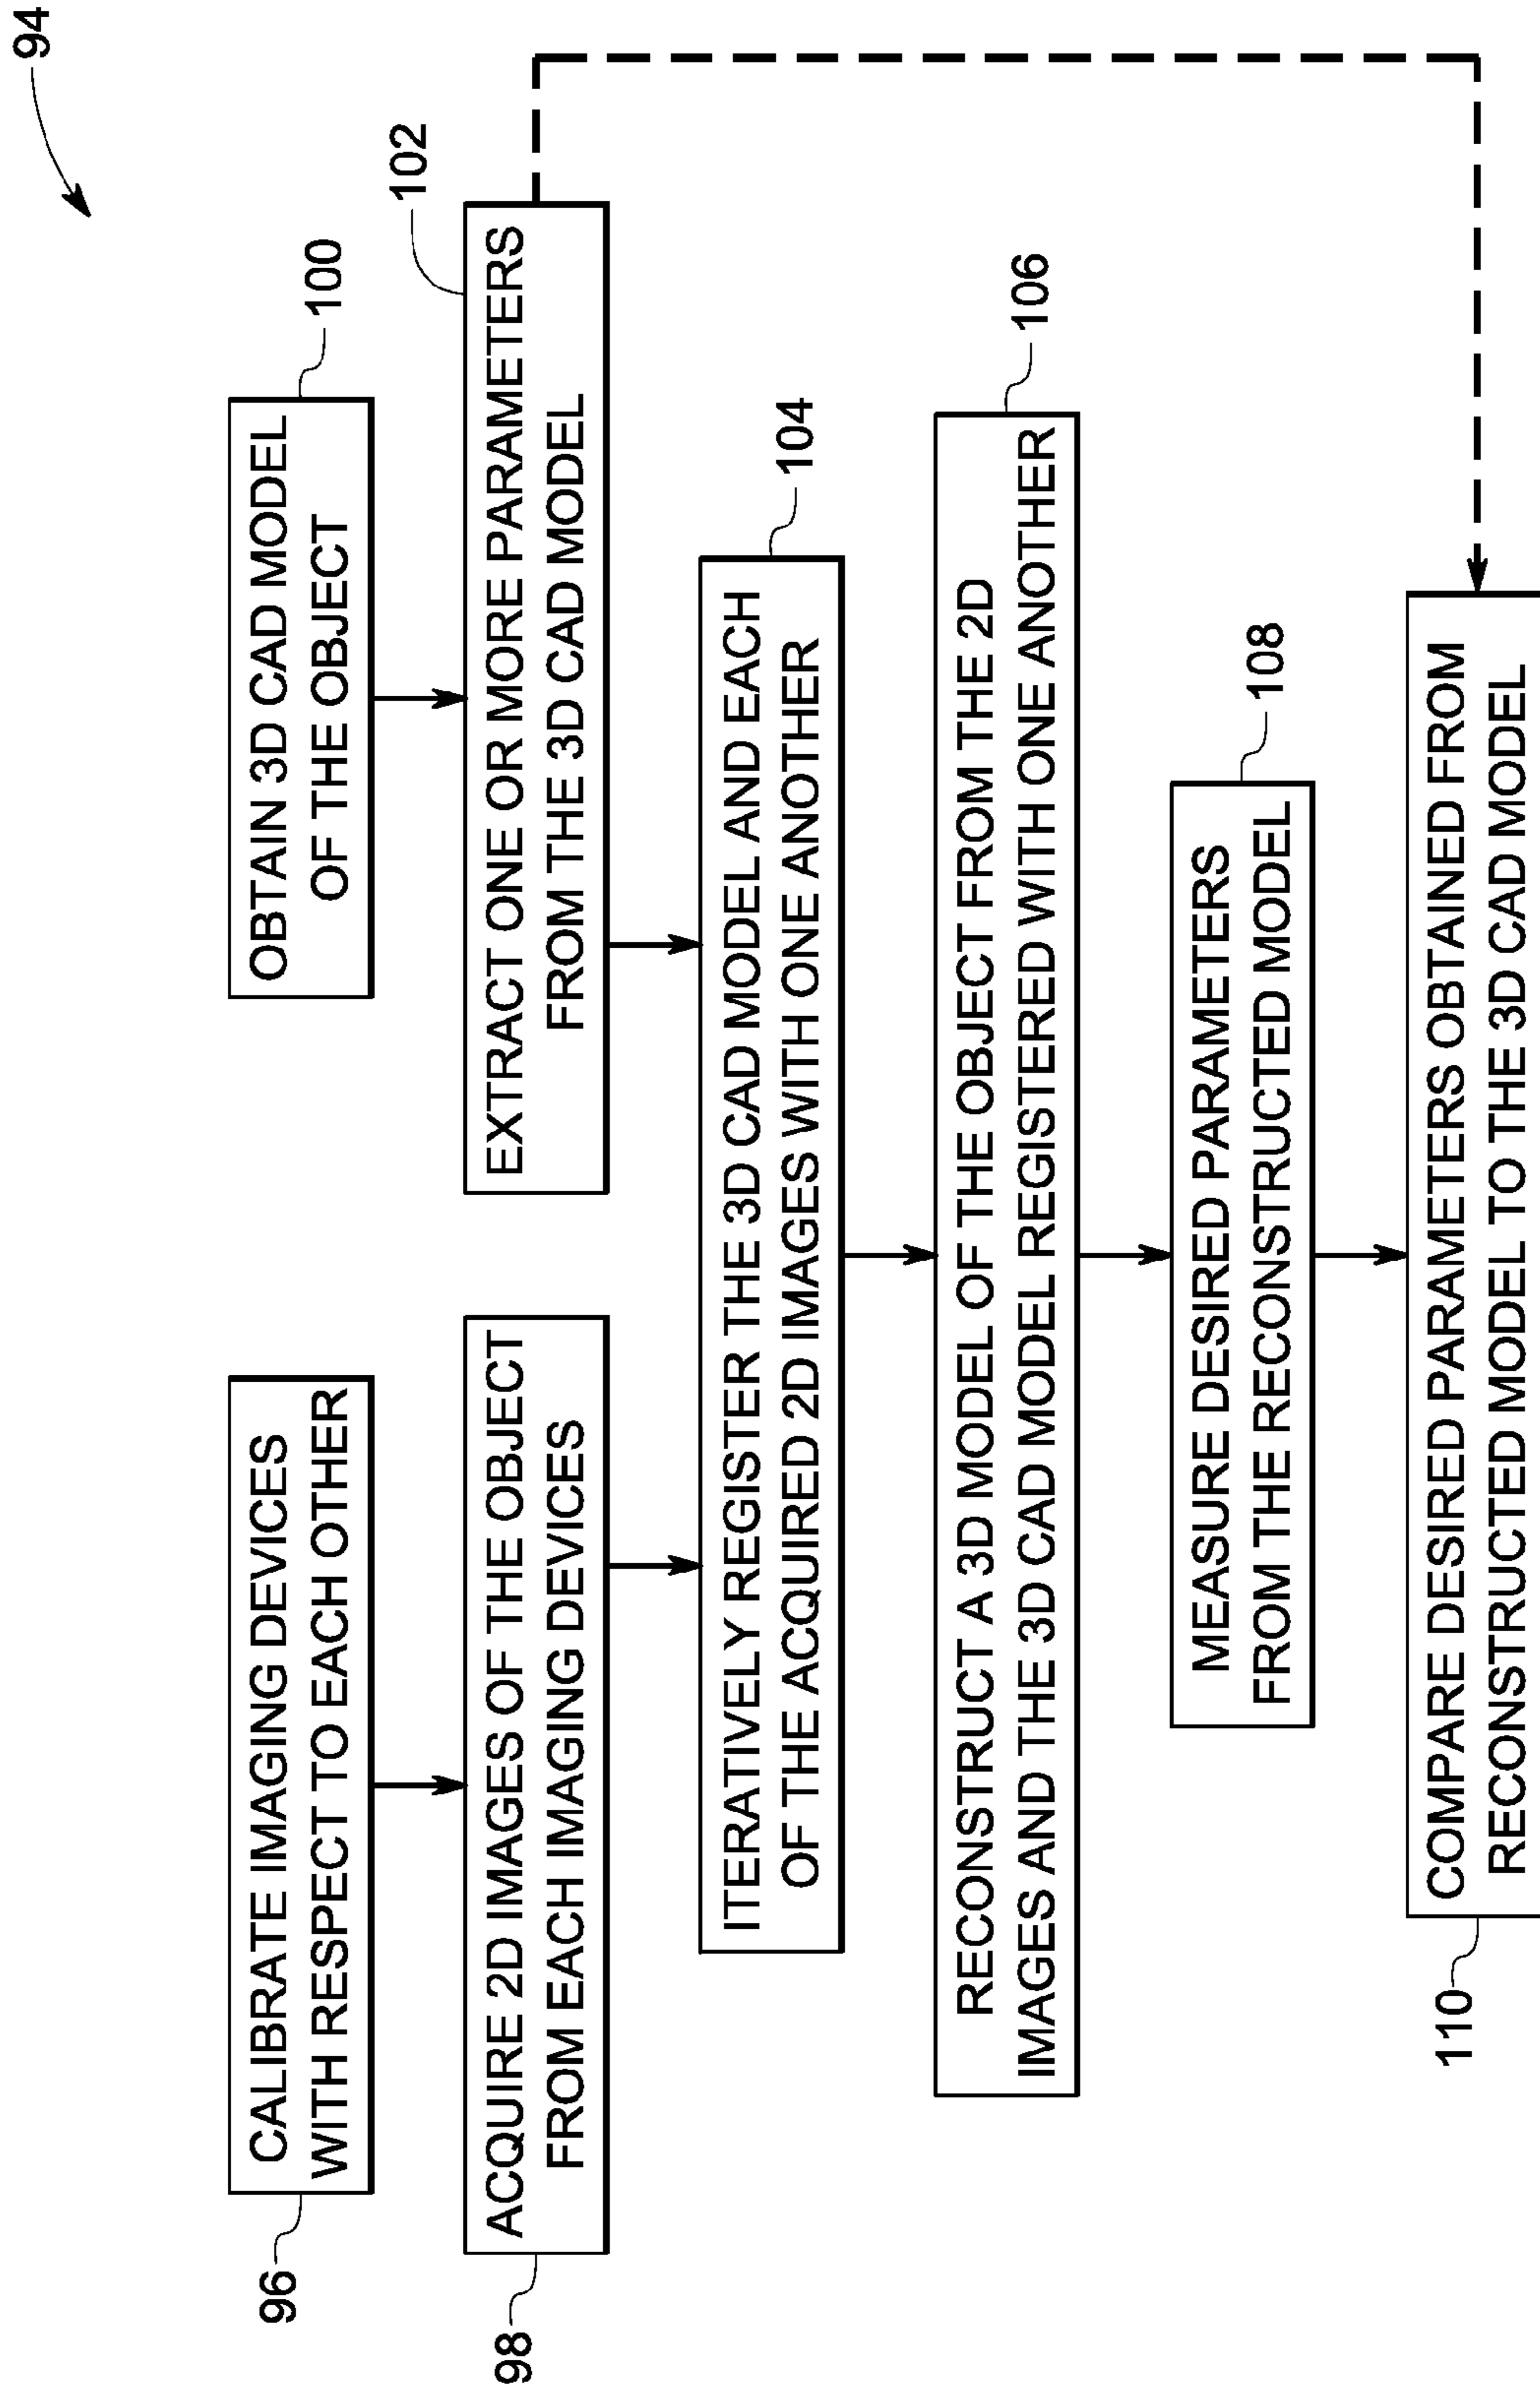 94
CALIBRATE IMAGING DEVICES
WITH RESPECT TO EACH OTHER
96
OBTAIN 3D CAD MODEL
OF THE OBJECT
100
ACQUIRE 2D IMAGES OF THE OBJECT
FROM EACH IMAGING DEVICES
98
EXTRACT ONE OR MORE PARAMETERS
FROM THE 3D CAD MODEL
102
ITERATIVELY REGISTER THE 3D CAD MODEL AND EACH
OF THE ACQUIRED 2D IMAGES WITH ONE ANOTHER
104
RECONSTRUCT A 3D MODEL OF THE OBJECT FROM THE 2D
IMAGES AND THE 3D CAD MODEL REGISTERED WITH ONE ANOTHER
106
MEASURE DESIRED PARAMETERS
FROM THE RECONSTRUCTED MODEL
108
COMPARE DESIRED PARAMETERS OBTAINED FROM
RECONSTRUCTED MODEL TO THE 3D CAD MODEL
110